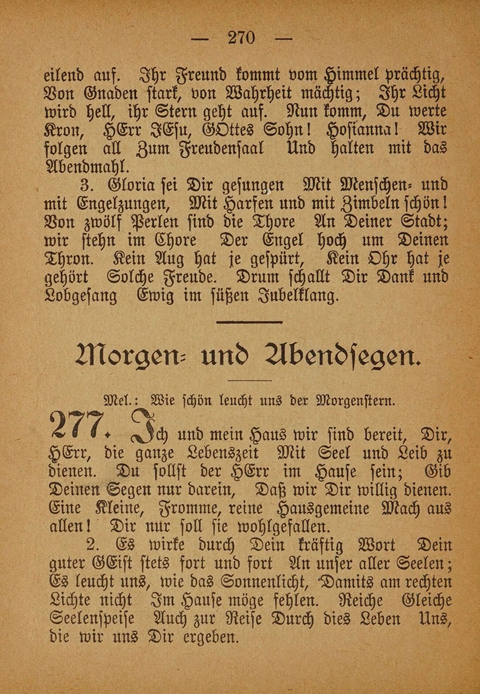 — 270 —
eilend auf. Ihr Freund kommt vom Himmel prächtig,
Von Gnaden stark, von Wahrheit mächtig; Ihr Licht
wird hell, ihr Stern geht auf. Nun komm, Du werte
Kron, HErr JEsu, GOttes Sohn! Hosianna! Wir
folgen all Zum Freudensaal Und halten mit das
Abendmahl.
3. Gloria sei Dir gesungen Mit Menschen- und
mit Engelzungen, Mit Harfen und mit Zimbeln schön!
Von zwölf Perlen sind die Thore An Deiner Stadt;
wir stehn im Chore Der Engel hoch um Deinen
Thron. Kein Aug hat je gespürt, Kein Ohr hat je
gehört Solche Freude. Drum schallt Dir Dank und
Lobgesang Ewig im süßen Jubelklang.
Morgen- und Abendsegen.
Mel.: Wie schön leucht uns der Morgenstern.
277. Ich und mein Haus wir sind bereit, Dir,
HErr, die ganze Lebenszeit Mit Seel und Leib zu
dienen. Du sollst der HErr im Hause sein; Gib
Deinen Segen nur darein, Daß wir Dir willig dienen.
Eine Kleine, Fromme, reine Hausgemeine Mach aus
allen! Dir nur soll sie wohlgefallen.
2. Es wirke durch Dein kräftig Wort Dein
guter GEist stets fort und fort An unser aller Seelen;
Es leucht uns, wie das Sonnenlicht, Damits am rechten
Lichte nicht Im Hause möge fehlen. Reiche Gleiche
Seelenspeise Auch zur Reise Durch dies Leben Uns,
die wir uns Dir ergeben.